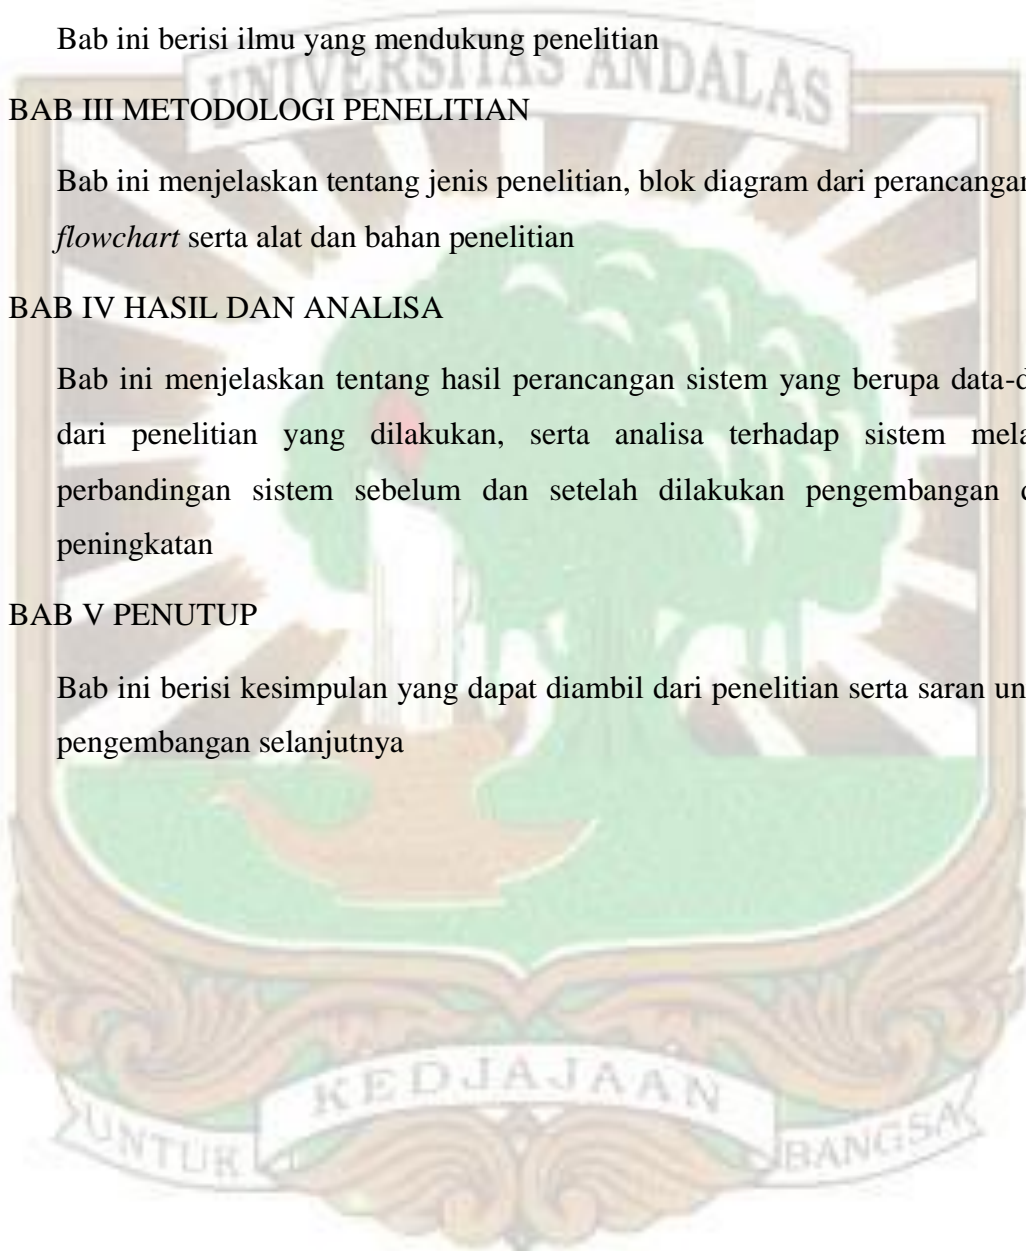 Bab ini berisi ilmu yang mendukung penelitian
UNIVERSITAS ANDALAS
BAB III METODOLOGI PENELITIAN
Bab ini menjelaskan tentang jenis penelitian, blok diagram dari perancangan
flowchart serta alat dan bahan penelitian
BAB IV HASIL DAN ANALISA
Bab ini menjelaskan tentang hasil perancangan sistem yang berupa data-d
dari penelitian yang dilakukan, serta analisa terhadap sistem mela
perbandingan sistem sebelum dan setelah dilakukan pengembangan d
peningkatan
BAB V PENUTUP
Bab ini berisi kesimpulan yang dapat diambil dari penelitian serta saran un
pengembangan selanjutnya
UNTUK KEDJAJAAN BANGSA